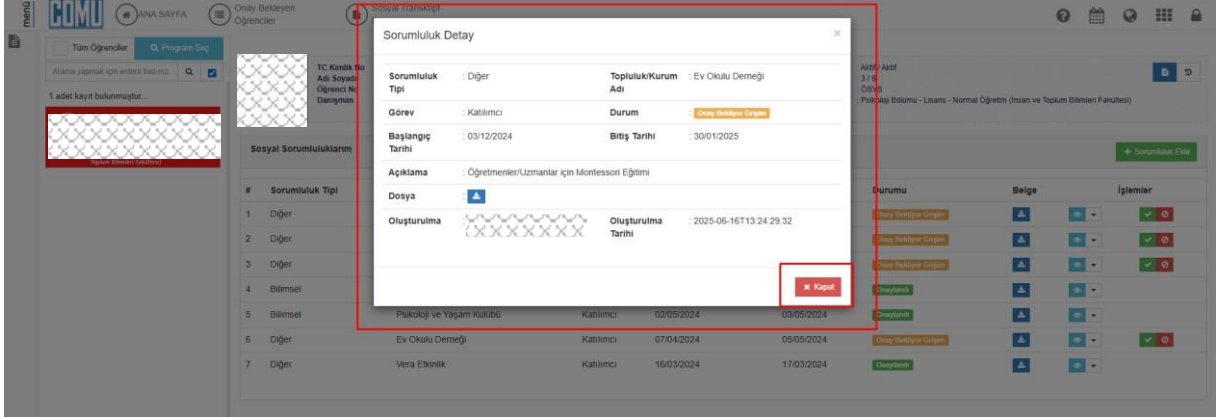 menü
ÇOMÜ
ANA SAYFA
Onay Bekleyen
Öğrenciler
Sosyal Transkript
Tüm Öğrenciler
Program Seç
Arama yapmak için entera basınız.
1 adet kayıt bulunmuştur...
Toplum Bilimleri Fakültesi)
TC Kimlik No
Adı Soyadı
Öğrenci No
Danışman
Aktif / Aktif
: 3 / 6
: ÖSYS
: Psikoloji Bölümü - Lisans - Normal Öğretim (İnsan ve Toplum Bilimleri Fakültesi)
Sorumluluk Detay
×
Sorumluluk Tipi : Diğer
Topluluk/Kurum Adı : Ev Okulu Derneği
Görev : Katılımcı
Durum : Onay Bekliyor Girişim
Başlangıç Tarihi : 03/12/2024
Bitiş Tarihi : 30/01/2025
Açıklama : Öğretmenler/Uzmanlar için Montessori Eğitimi
Dosya :
Oluşturulma :
Oluşturulma Tarihi : 2025-06-16T13:24:29.32
× Kapat
Sosyal Sorumluluklarım
+ Sorumluluk Ekle
# Sorumluluk Tipi Durumu Belge İşlemler
1 Diğer Onay Bekliyor Girişim
2 Diğer Onay Bekliyor Girişim
3 Diğer Onay Bekliyor Girişim
4 Bilimsel Onaylandı
5 Bilimsel Psikoloji ve Yaşam Kulübü Katılımcı 02/05/2024 03/05/2024 Onaylandı
6 Diğer Ev Okulu Derneği Katılımcı 07/04/2024 05/05/2024 Onay Bekliyor Girişim
7 Diğer Vera Etkinlik Katılımcı 16/03/2024 17/03/2024 Onaylandı